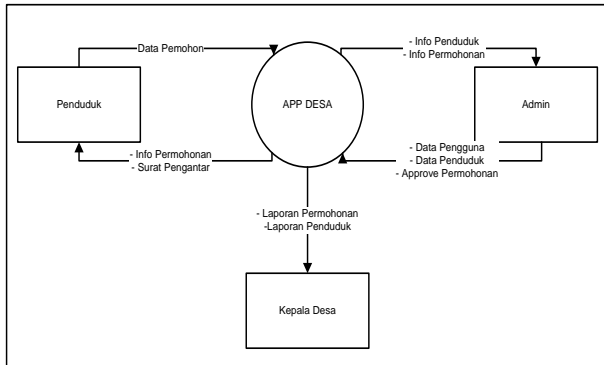 Data Pemohon
- Info Penduduk
- Info Permohonan
Penduduk
APP DESA
Admin
- Info Permohonan
- Surat Pengantar
- Data Pengguna
- Data Penduduk
- Approve Permohonan
- Laporan Permohonan
-Laporan Penduduk
Kepala Desa